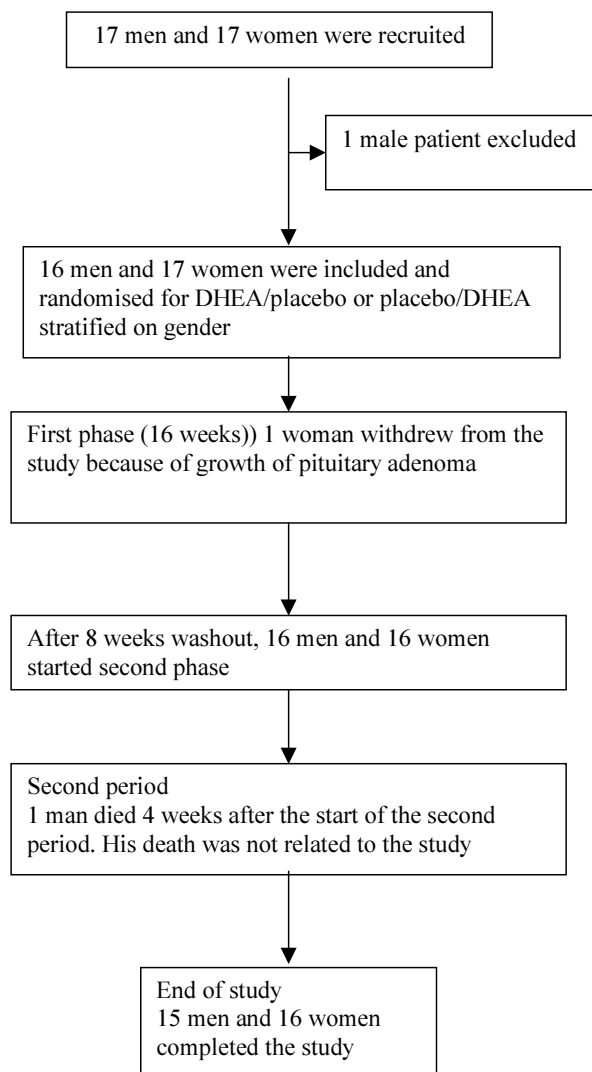 17 men and 17 women were recruited
1 male patient excluded
16 men and 17 women were included and
randomised for DHEA/placebo or placebo/DHEA
stratified on gender
First phase (16 weeks)) 1 woman withdrew from the
study because of growth of pituitary adenoma
After 8 weeks washout, 16 men and 16 women
started second phase
Second period
1 man died 4 weeks after the start of the second
period. His death was not related to the study
End of study
15 men and 16 women
completed the study